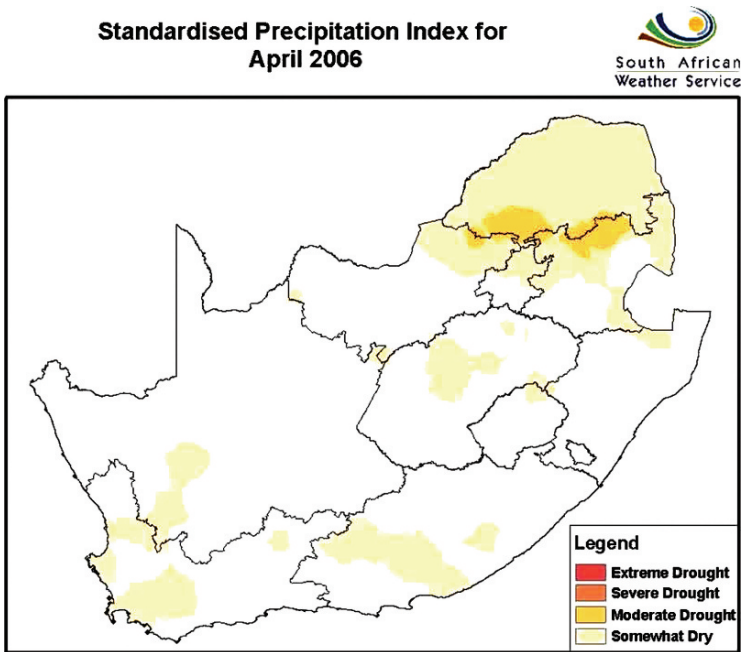 Standardised Precipitation Index for
April 2006
South African
Weather Service
Legend
Extreme Drought
Severe Drought
Moderate Drought
Somewhat Dry